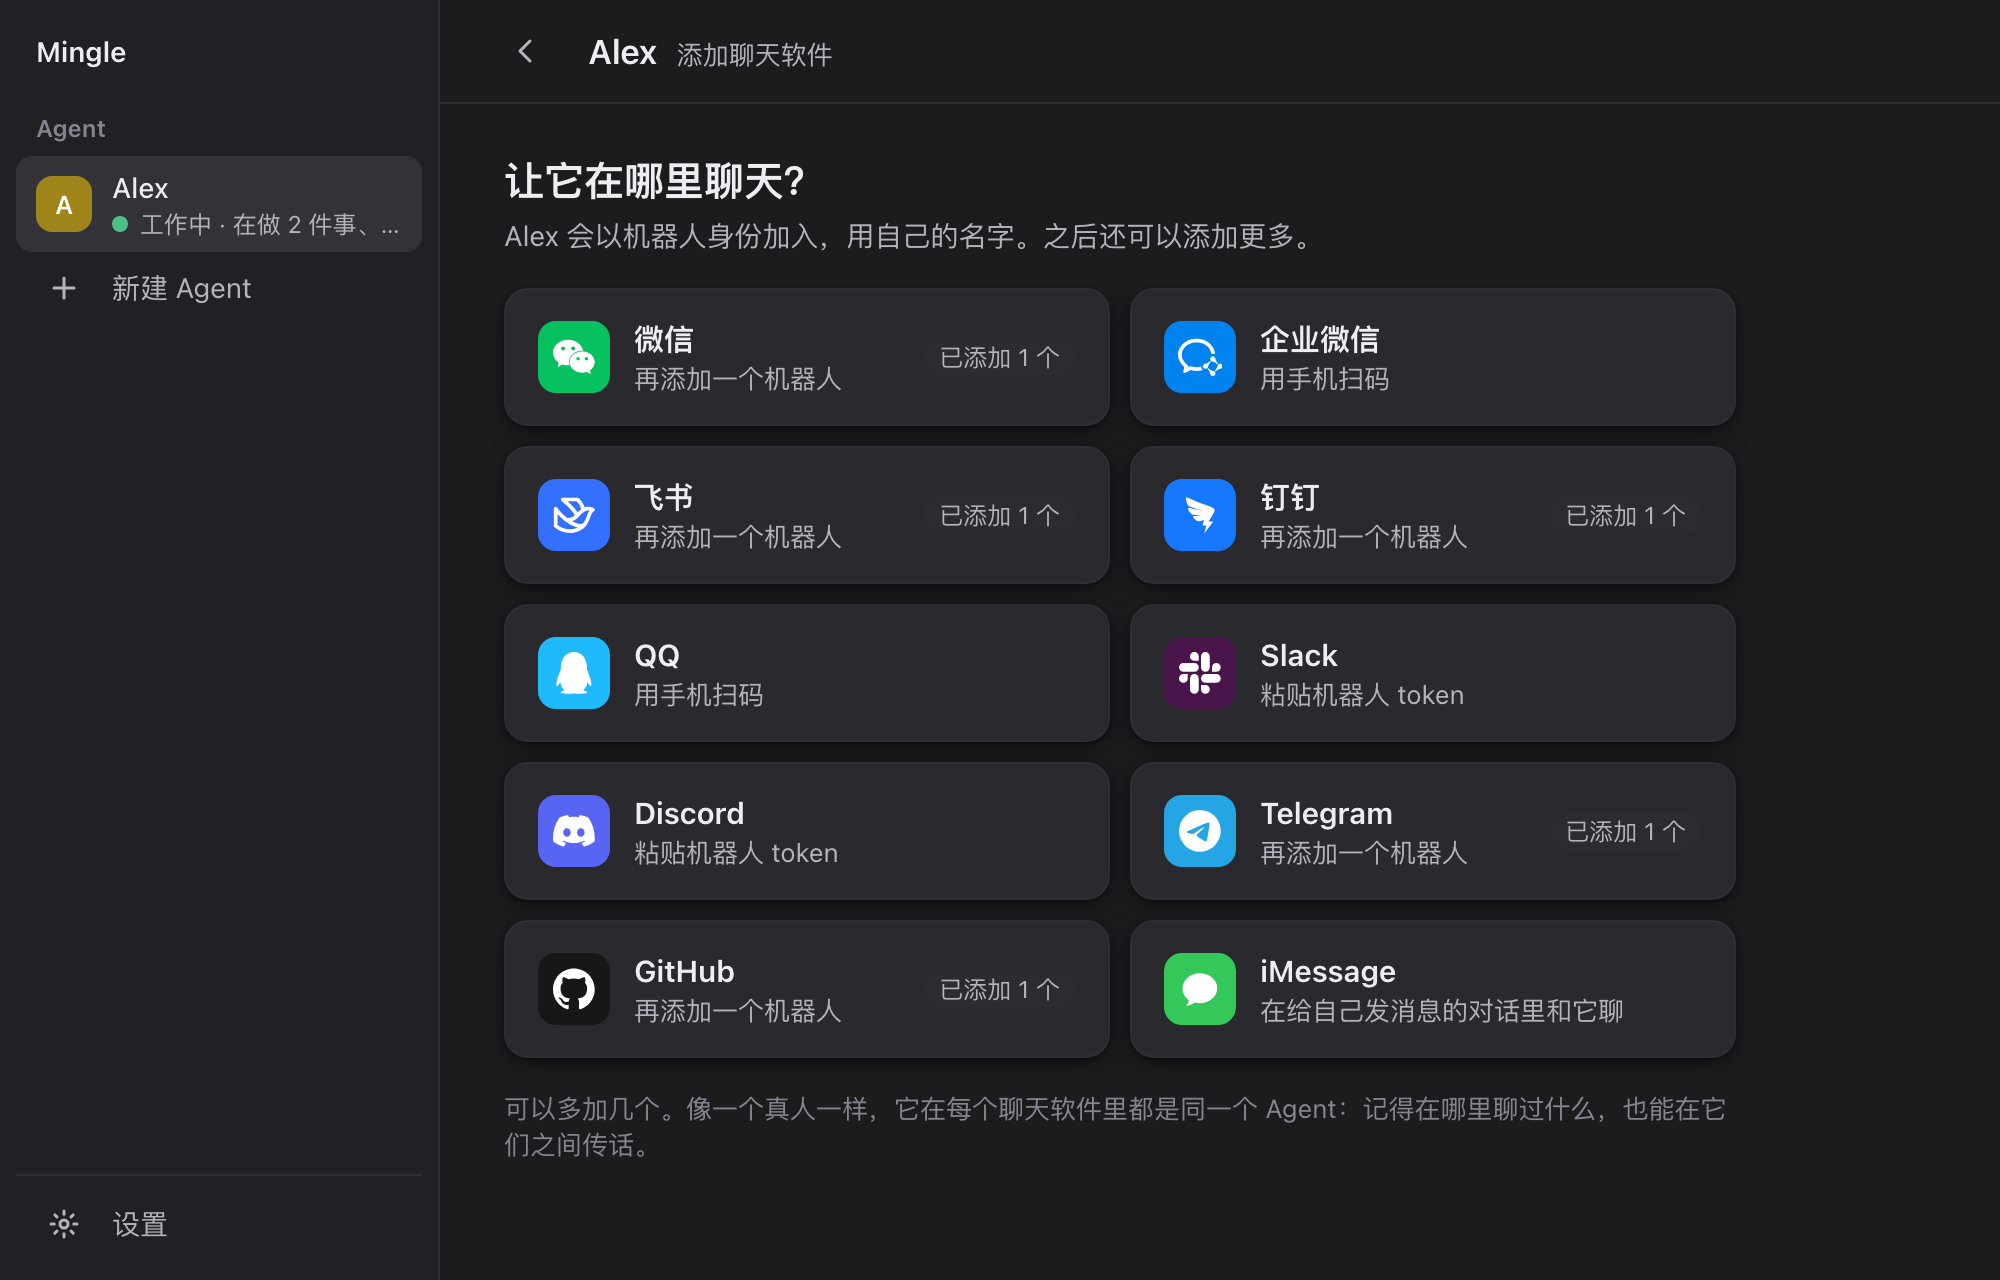 Mingle
Agent
A
Alex
工作中 · 在做 2 件事、...
新建 Agent
设置
Alex 添加聊天软件
让它在哪里聊天?
Alex 会以机器人身份加入，用自己的名字。之后还可以添加更多。
微信
再添加一个机器人
已添加 1 个
企业微信
用手机扫码
飞书
再添加一个机器人
已添加 1 个
钉钉
再添加一个机器人
已添加 1 个
QQ
用手机扫码
Slack
粘贴机器人 token
Discord
粘贴机器人 token
Telegram
再添加一个机器人
已添加 1 个
GitHub
再添加一个机器人
已添加 1 个
iMessage
在给自己发消息的对话里和它聊
可以多加几个。像一个真人一样，它在每个聊天软件里都是同一个 Agent：记得在哪里聊过什么，也能在它
们之间传话。